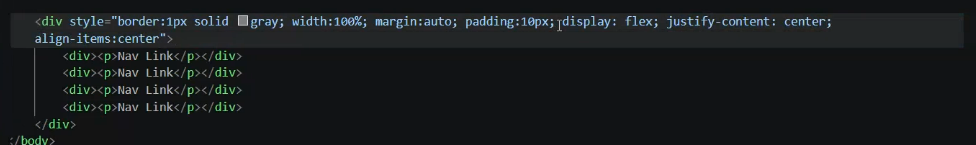 <div style="border:1px solid gray; width:100%; margin:auto; padding:10px; display: flex; justify-content: center;
align-items:center">
<div><p>Nav Link</p></div>
<div><p>Nav Link</p></div>
<div><p>Nav Link</p></div>
<div><p>Nav Link</p></div>
</div>
</body>